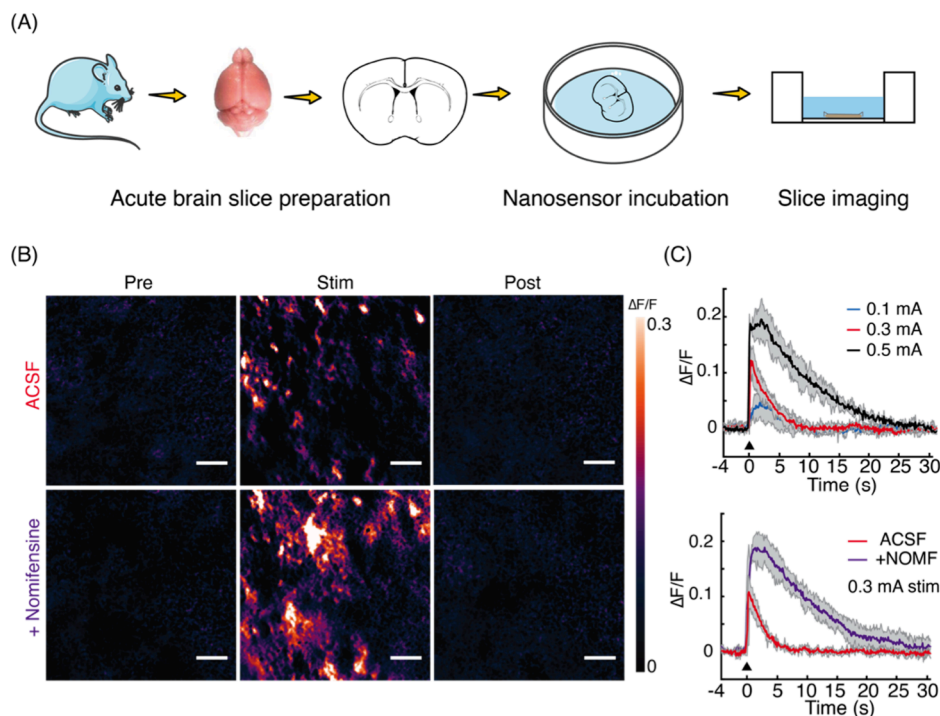 (A)
Acute brain slice preparation
Nanosensor incubation
Slice imaging
(B)
Pre
Stim
Post
ACSF
+ Nomifensine
ΔF/F
0.3
0
(C)
ΔF/F
0.2
0.1
0
0.1 mA
0.3 mA
0.5 mA
-4 0 5 10 15 20 25 30
Time (s)
ΔF/F
0.2
0.1
0
ACSF
+NOMF
0.3 mA stim
-4 0 5 10 15 20 25 30
Time (s)